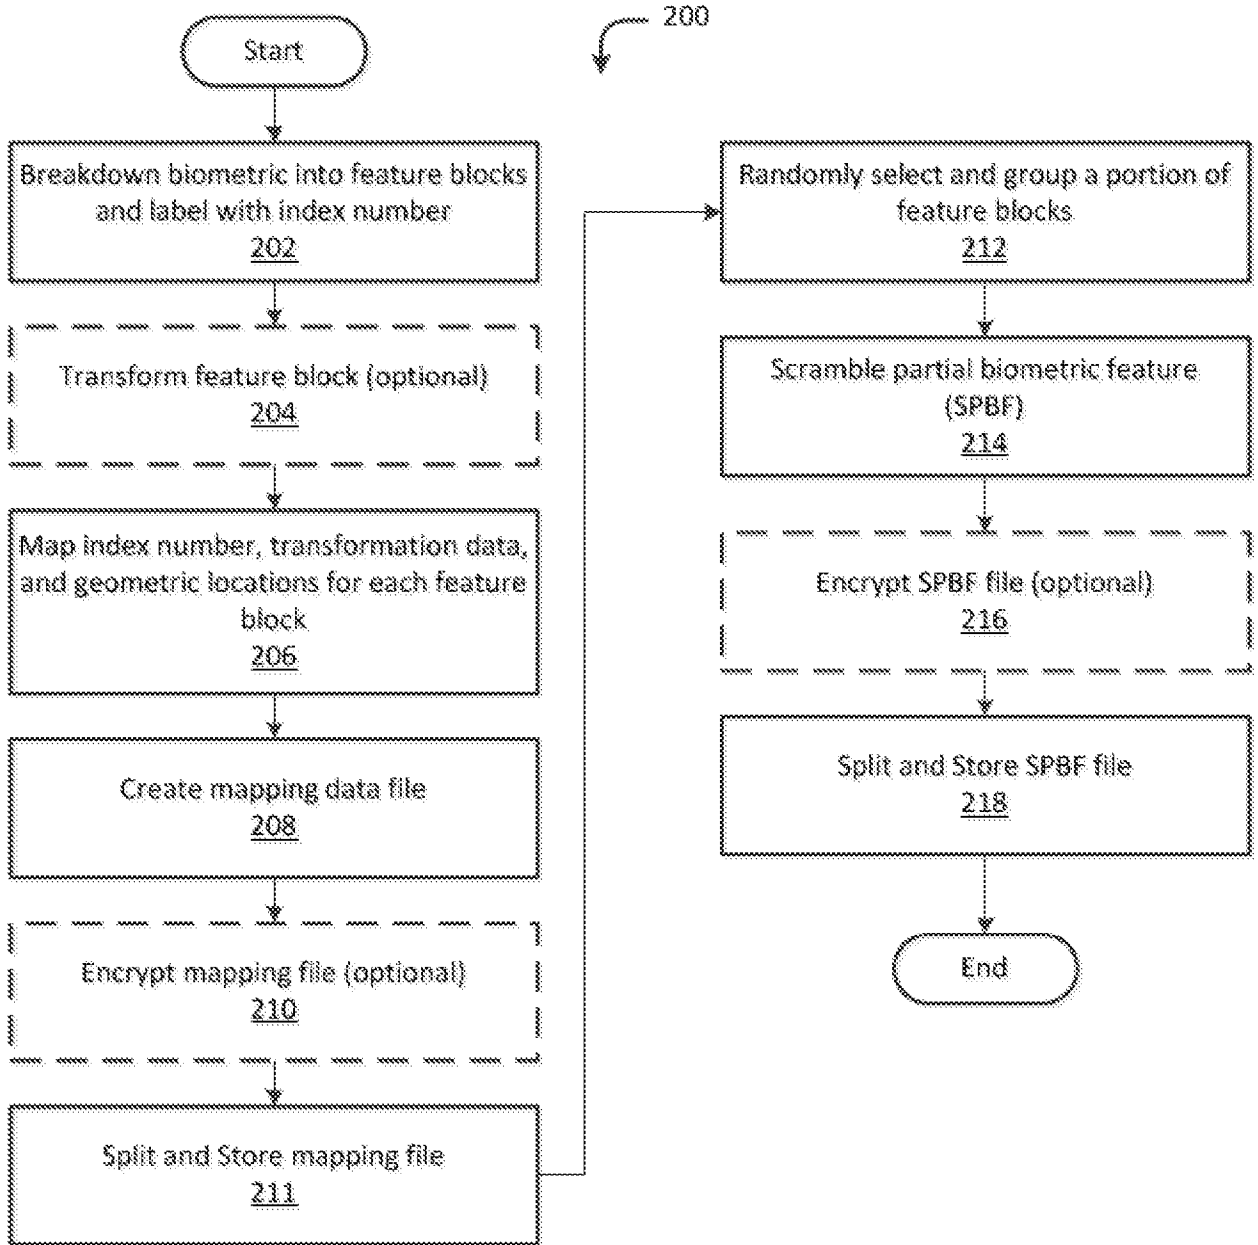 200
Start
Breakdown biometric into feature blocks
and label with index number
202
Transform feature block (optional)
204
Map index number, transformation data,
and geometric locations for each feature
block
206
Create mapping data file
208
Encrypt mapping file (optional)
210
Split and Store mapping file
211
Randomly select and group a portion of
feature blocks
212
Scramble partial biometric feature
(SPBF)
214
Encrypt SPBF file (optional)
216
Split and Store SPBF file
218
End